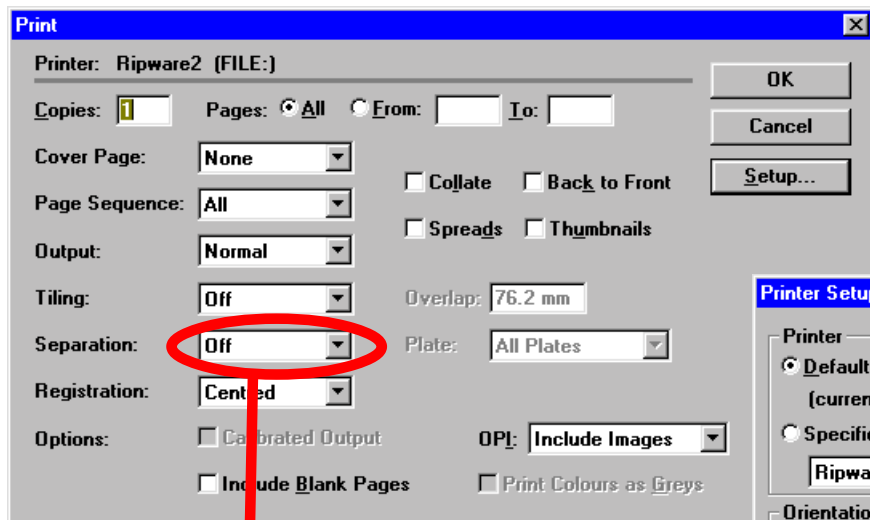 Print
Printer: Ripware2 (FILE:)
OK
Copies: 1 Pages: All From: To:
Cancel
Cover Page: None
Collate Back to Front
Setup...
Page Sequence: All
Spreads Thumbnails
Output: Normal
Tiling: Off Overlap: 76.2 mm
Printer Setu
Separation: Off Plate: All Plates
Printer
Default
Registration: Centred
(curren
Options: Calibrated Output OPI: Include Images
Specific
Include Blank Pages Print Colours as Greys
Ripwa
Orientatio